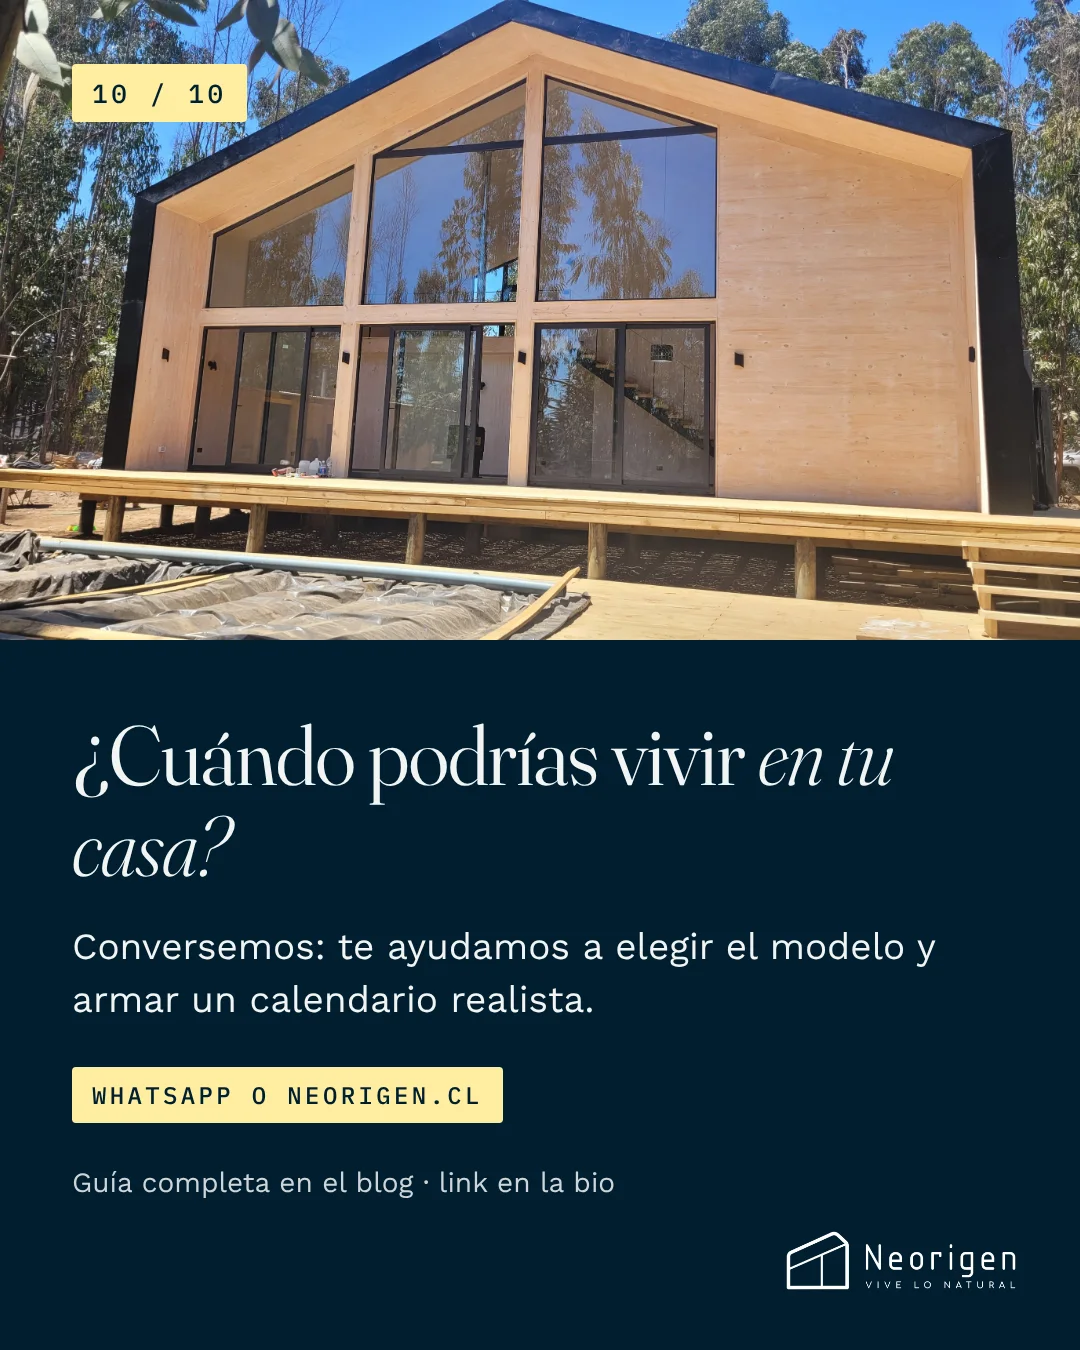 10 / 10
¿Cuándo podrías vivir en tu
casa?
Conversemos: te ayudamos a elegir el modelo y
armar un calendario realista.
WHATSAPP O NEORIGEN.CL
Guía completa en el blog · link en la bio
Neorigen
VIVE LO NATURAL